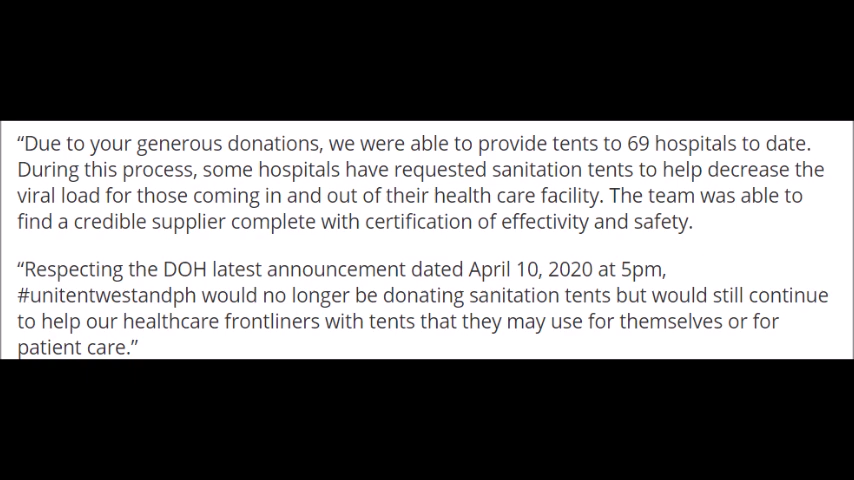 “Due to your generous donations, we were able to provide tents to 69 hospitals to date.
During this process, some hospitals have requested sanitation tents to help decrease the
viral load for those coming in and out of their health care facility. The team was able to
find a credible supplier complete with certification of effectivity and safety.
“Respecting the DOH latest announcement dated April 10, 2020 at 5pm,
#unitentwestandph would no longer be donating sanitation tents but would still continue
to help our healthcare frontliners with tents that they may use for themselves or for
patient care.”